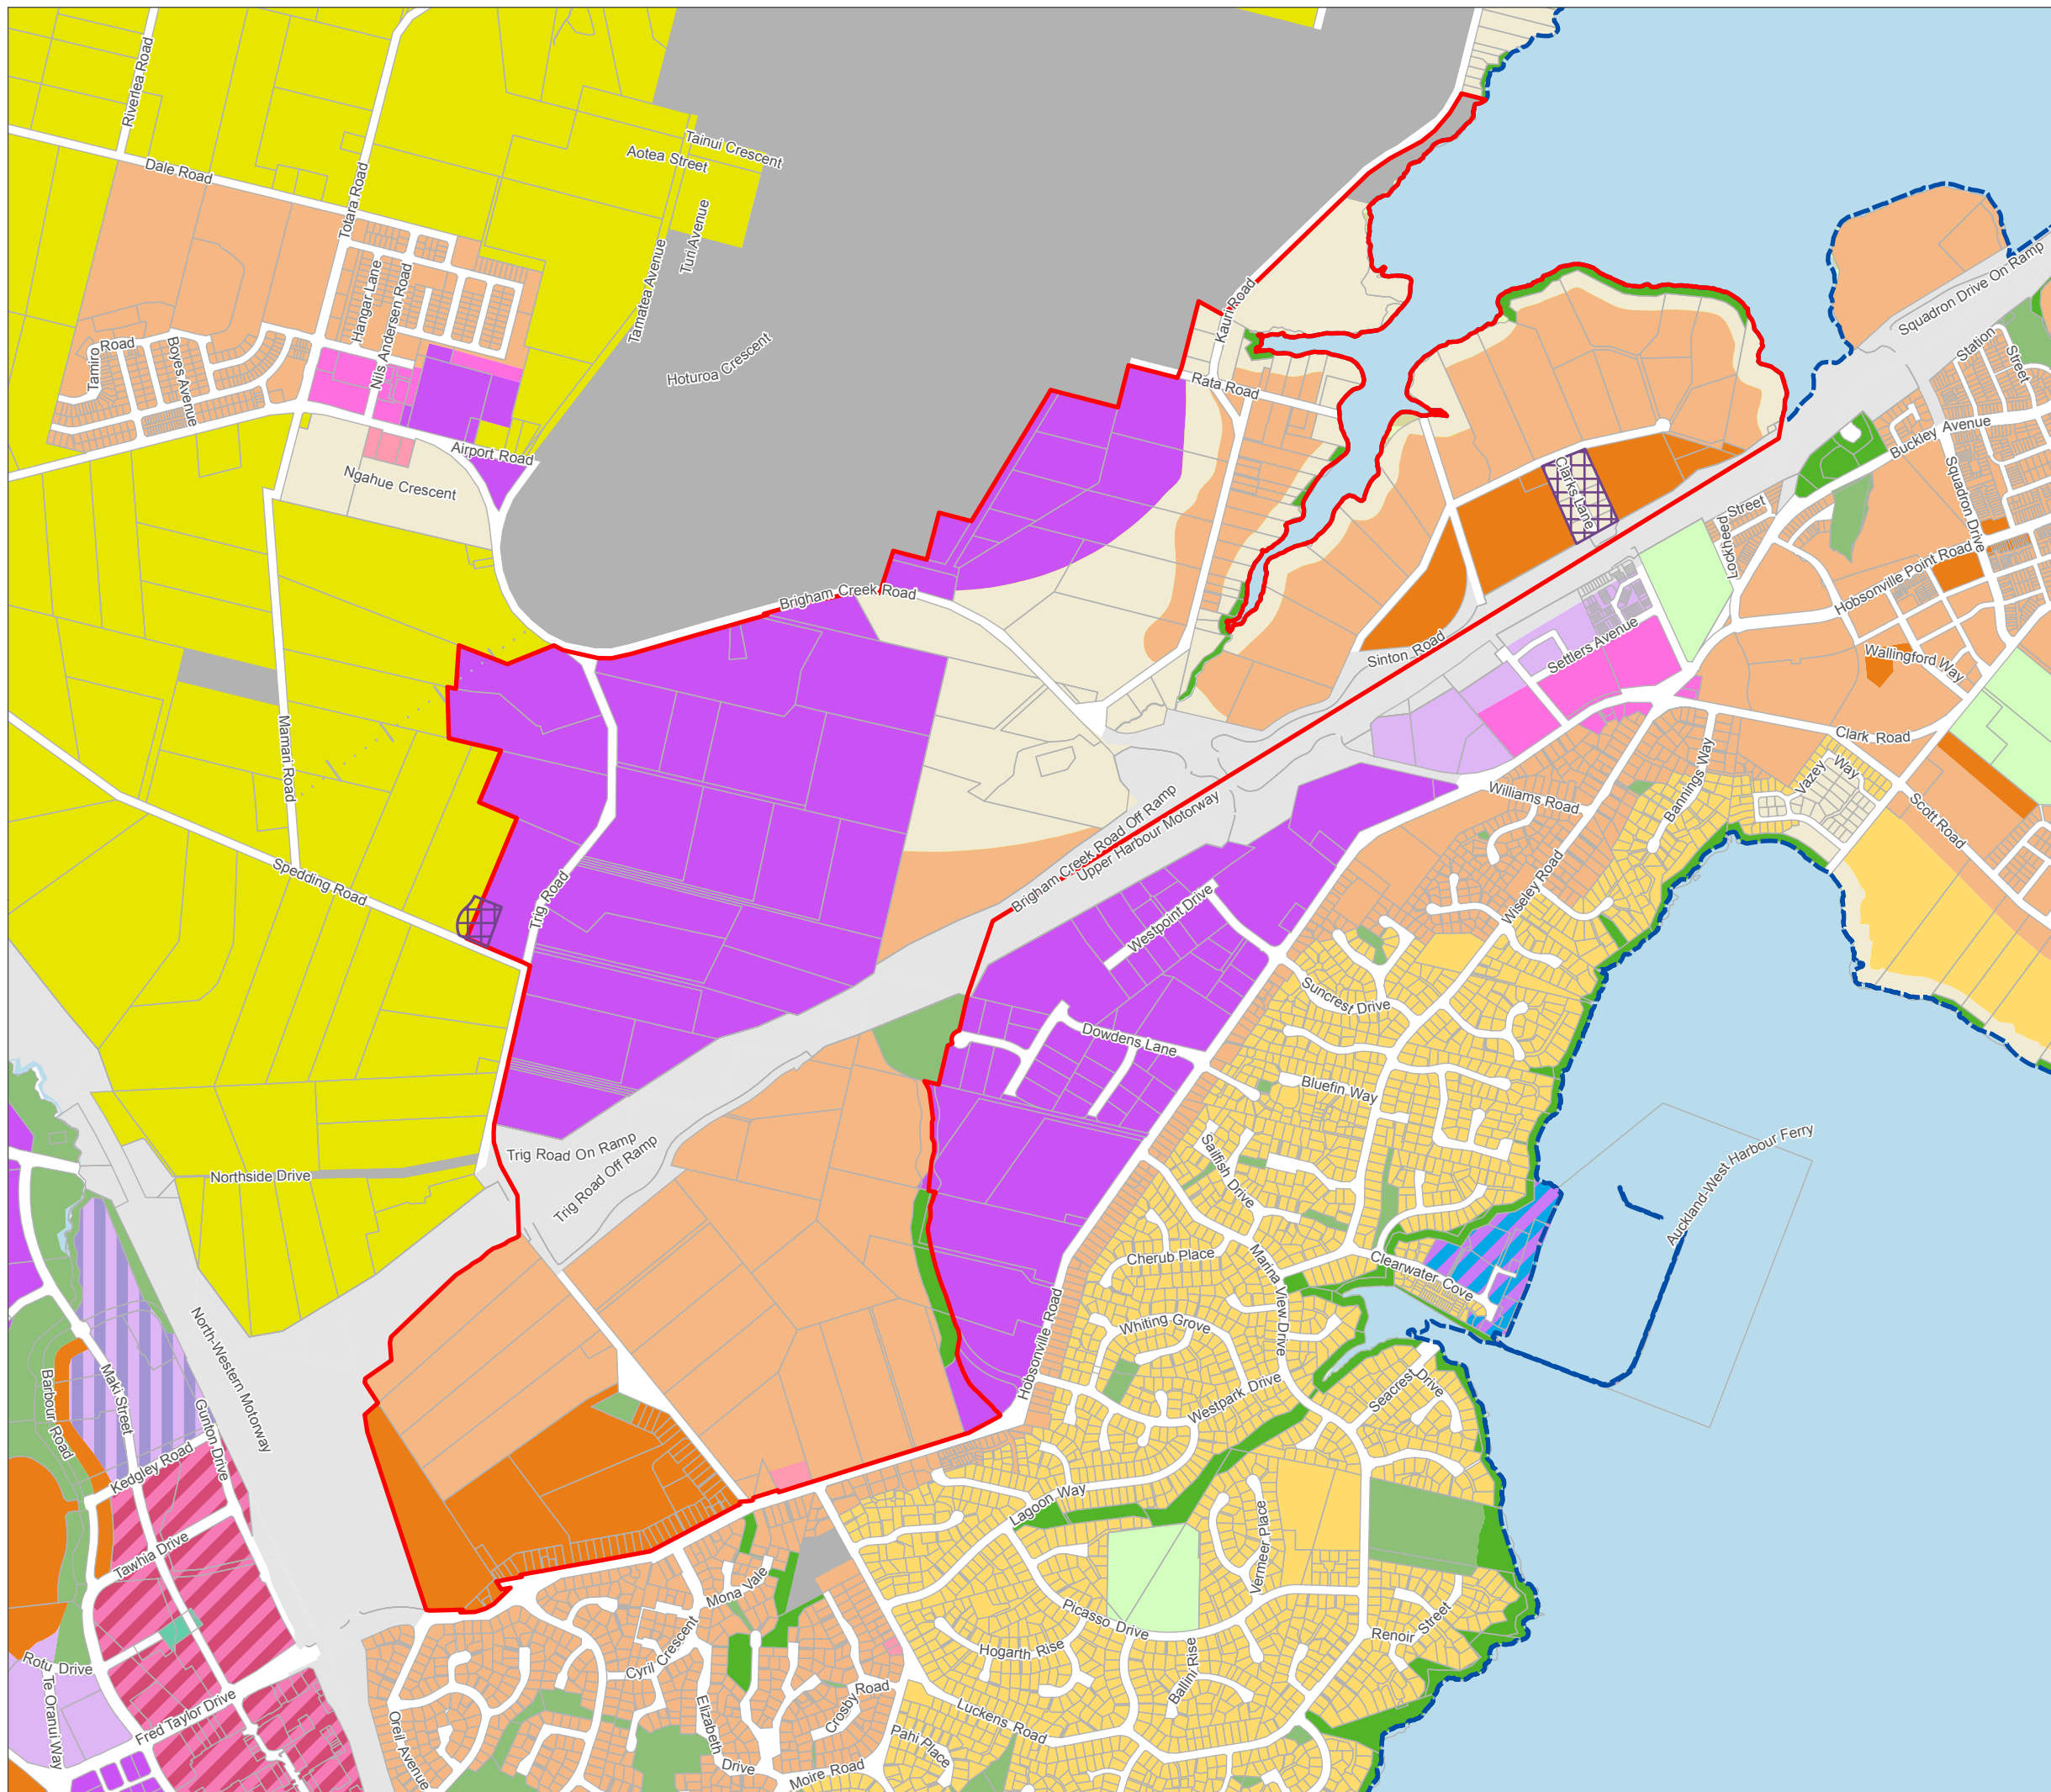 Riverlea Road
Dale Road
Totara Road
Tainui Crescent
Aotea Street
Turi Avenue
Tamatea Avenue
Hangar Lane
Nils Andersen Road
Tamiro
Road
Boyes Avenue
Hoturoa Crescent
Airport Road
Ngahue Crescent
Kauri Road
Rata Road
Squadron Drive On Ramp
Station
Street
Buckley Avenue
Squadron Drive
Clarks Lane
Street
Lockheed
Hobsonville Point Road
Brigham Creek Road
Sinton Road
Settlers Avenue
Wallingford Way
Clark Road
Mamari Road
Williams Road
Bannings Way
Vazey
Way
Scott Road
Brigham Creek Road Off Ramp
Upper Harbour Motorway
Spedding Road
Trig Road
Westpoint Drive
Wiseley Road
Suncrest Drive
Dowdens Lane
Bluefin Way
Trig Road On Ramp
Trig Road Off Ramp
Northside Drive
Sailfish Drive
Auckland-West Harbour Ferry
Cherub Place
Marina View Drive
Clearwater Cove
North-Western Motorway
Whiting Grove
Hobsonville Road
Barbour Road
Maki Street
Gunton Drive
Westpark Drive
Seacrest
Drive
Kedgley Road
Lagoon Way
Vermeer Place
Tawhia Drive
Mona Vale
Picasso Drive
Renoir Street
Cyril Crescent
Hogarth Rise
Ballini Rise
Rotu Drive
Te Oranui Way
Fred Taylor Drive
Oreil Avenue
Elizabeth Drive
Crosby Road
Luckens Road
Pahi Place
Moire Road